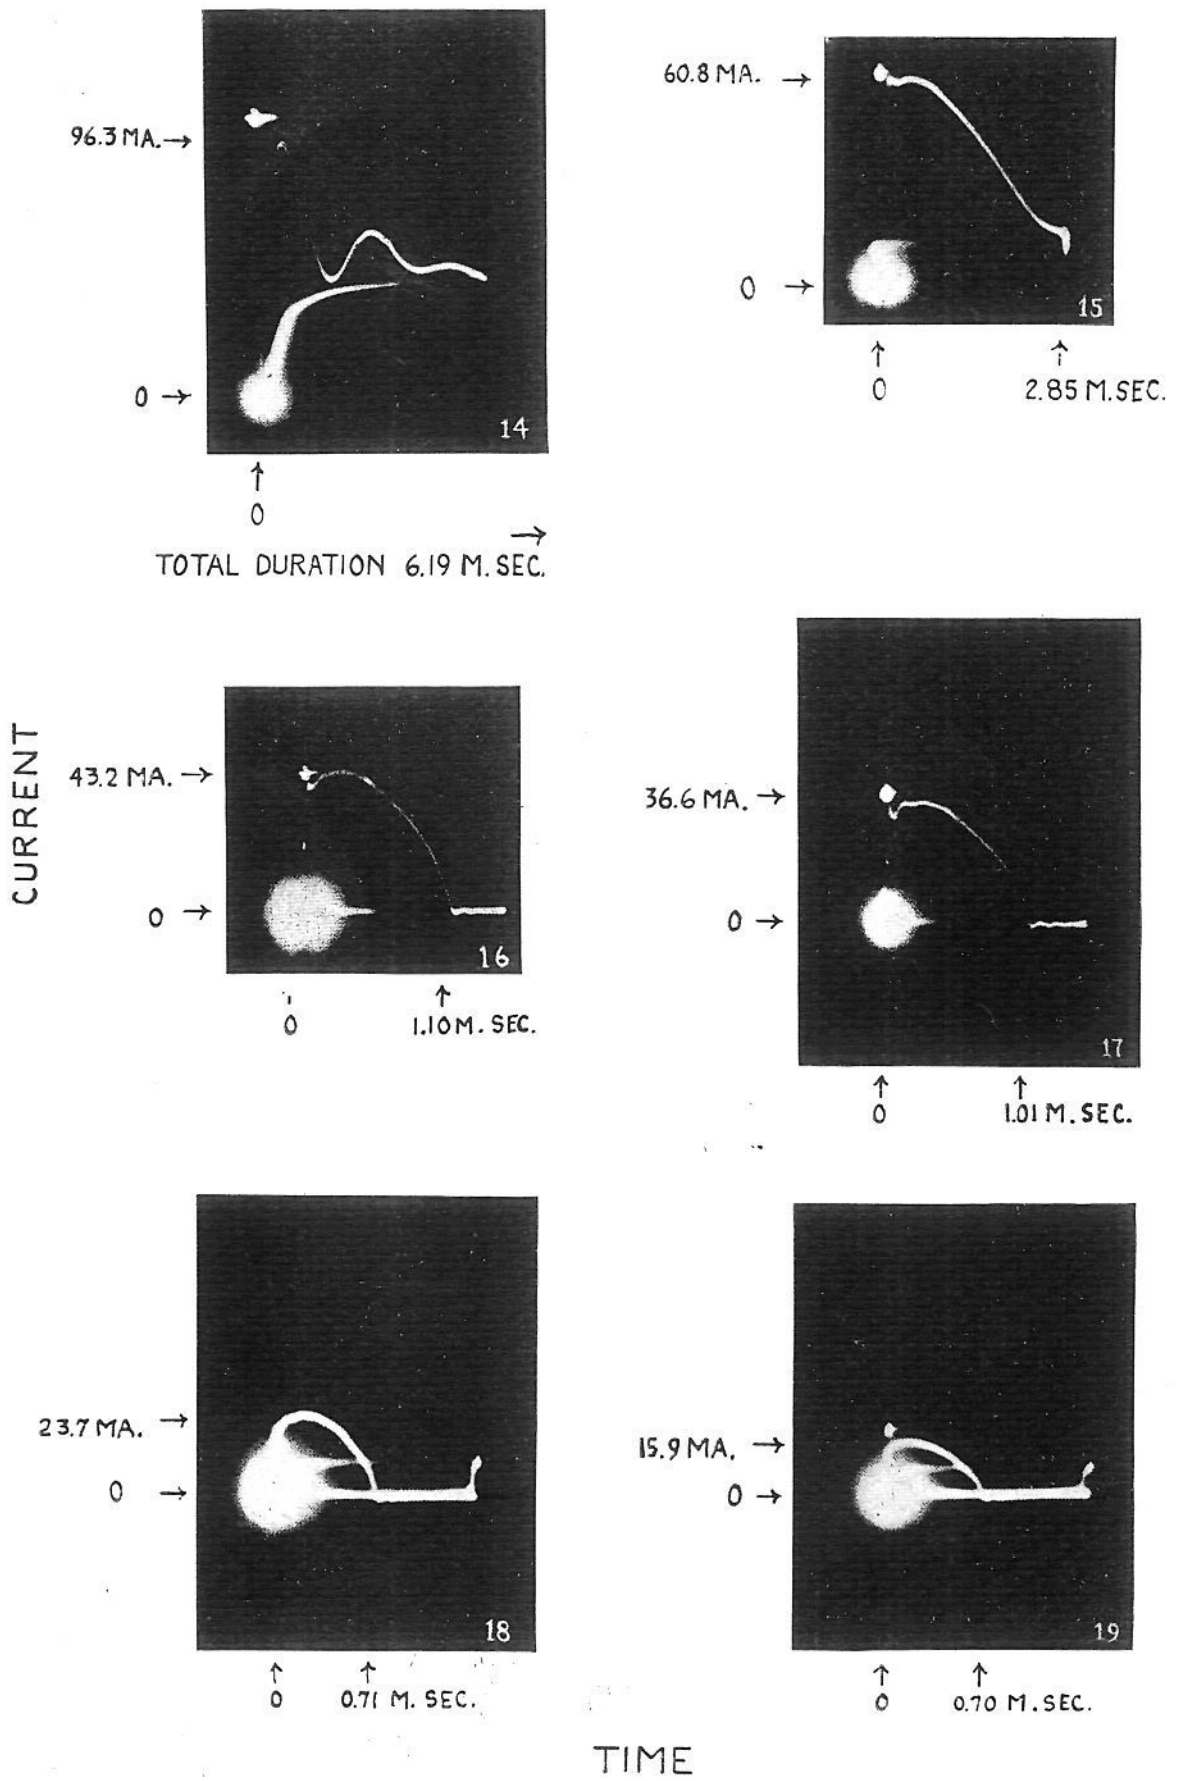 96.3 MA.→
0 →
14
↑
0
→
TOTAL DURATION 6.19 M. SEC.
60.8 MA. →
0 →
15
↑ ↑
0 2.85 M.SEC.
CURRENT
43.2 MA. →
0 →
16
↑
0 1.10 M. SEC.
36.6 MA. →
0 →
17
↑ ↑
0 1.01 M. SEC.
23.7 MA. →
0 →
18
↑ ↑
0 0.71 M. SEC.
15.9 MA. →
0 →
19
↑ ↑
0 0.70 M. SEC.
TIME